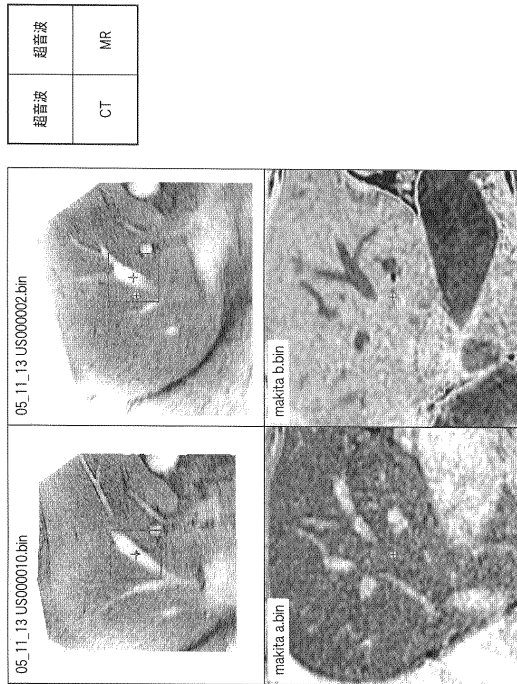 05_11_13 US000010.bin
05_11_13 US000002.bin
makita a.bin
makita b.bin
超音波 超音波
CT MR